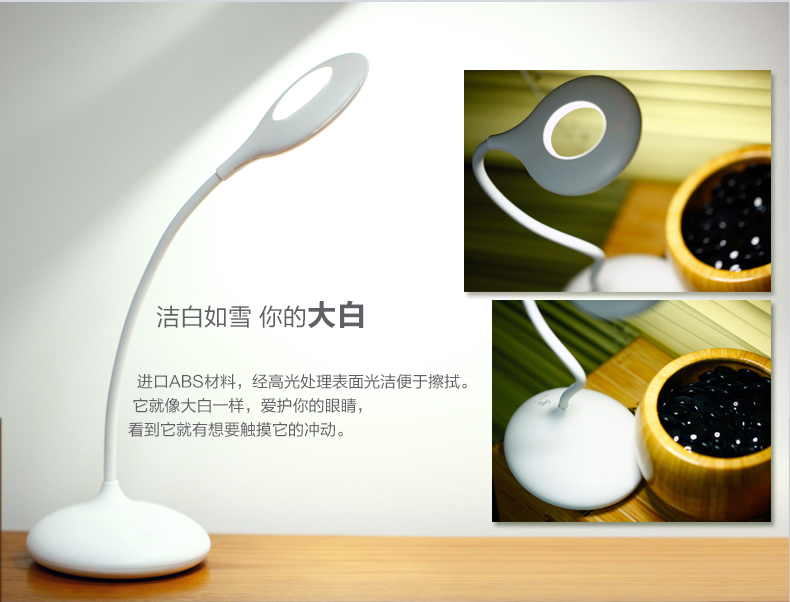 洁白如雪 你的大白
进口ABS材料，经高光处理表面光洁便于擦拭。
它就像大白一样，爱护你的眼睛，
看到它就有想要触摸它的冲动。